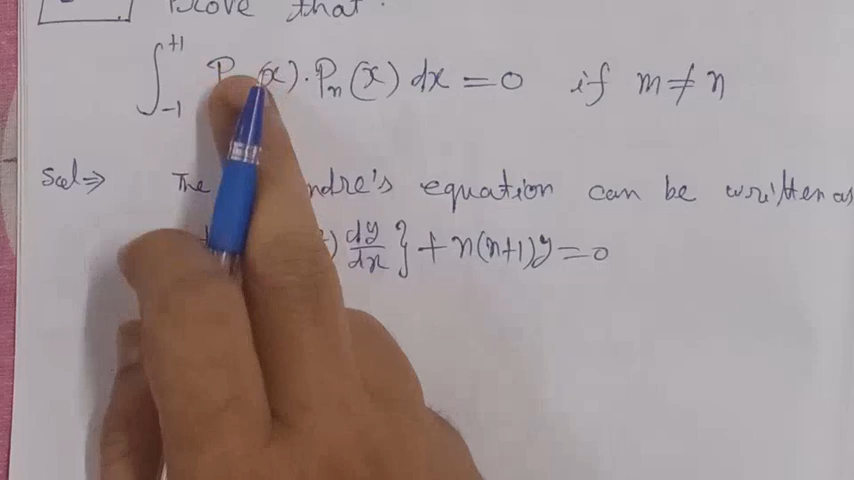 Prove that.
∫₋₁⁺¹ P (x) . Pₙ(x) dx = 0 if m ≠ n
Sol ⇒ The ndre's equation can be written as
) dy/dx } + n(n+1)y = 0